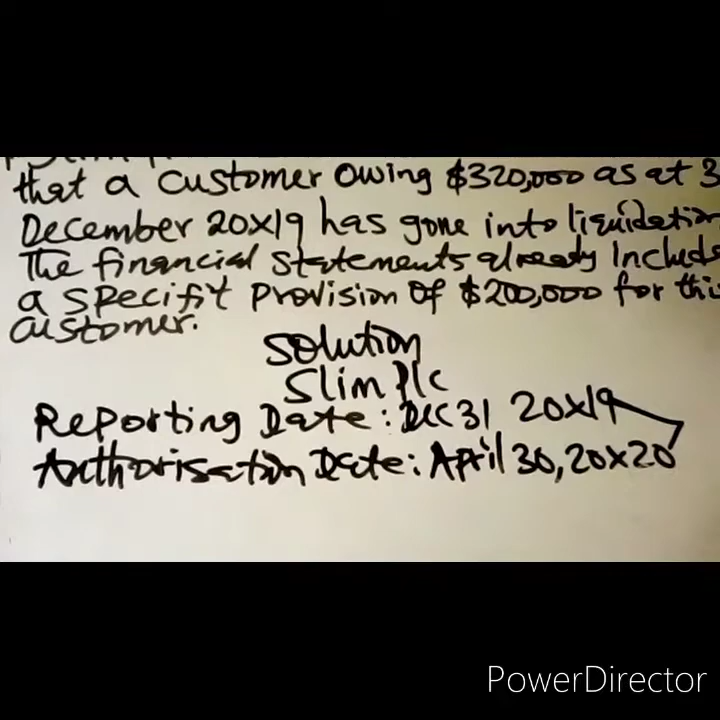 that a customer owing $320,000 as at 3
December 20X19 has gone into liquidation
The financial statements already Include
a specifit provision of $200,000 for this
customer.
solution
Slim Plc
Reporting Date: Dec 31 20X19
Authorisation Date: April 30, 20X20
PowerDirector